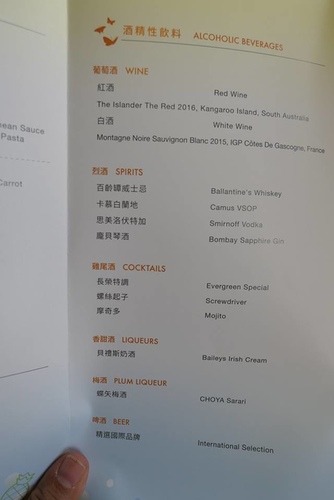 酒精性飲料 ALCOHOLIC BEVERAGES
葡萄酒 WINE
紅酒 Red Wine
The Islander The Red 2016, Kangaroo Island, South Australia
白酒 White Wine
Montagne Noire Sauvignon Blanc 2015, IGP Côtes De Gascogne, France
烈酒 SPIRITS
百齡罈威士忌 Ballantine's Whiskey
卡慕白蘭地 Camus VSOP
思美洛伏特加 Smirnoff Vodka
龐貝琴酒 Bombay Sapphire Gin
雞尾酒 COCKTAILS
長榮特調 Evergreen Special
螺絲起子 Screwdriver
摩奇多 Mojito
香甜酒 LIQUEURS
貝禮斯奶酒 Baileys Irish Cream
梅酒 PLUM LIQUEUR
蝶矢梅酒 CHOYA Sarari
啤酒 BEER
精選國際品牌 International Selection
Sauce
Pasta
Carrot